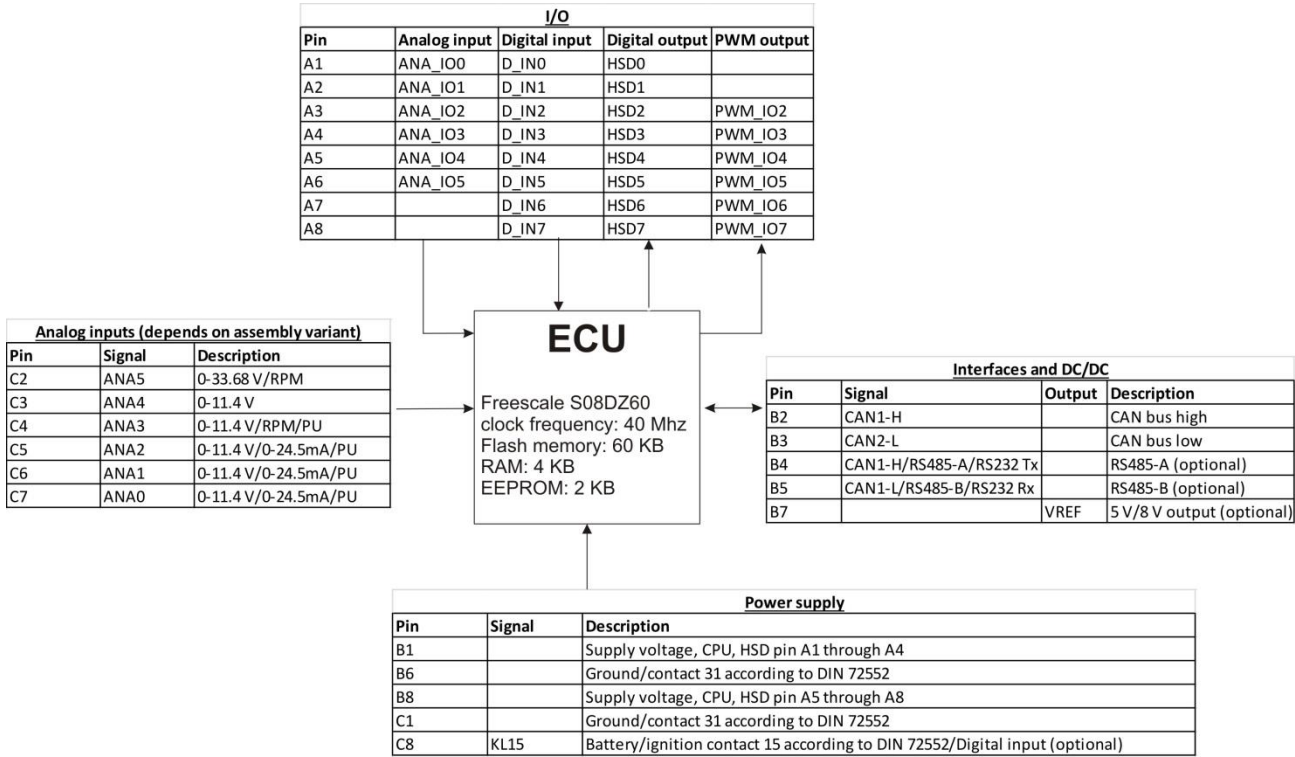 I/O
Pin Analog input Digital input Digital output PWM output
A1 ANA_IO0 D_IN0 HSD0
A2 ANA_IO1 D_IN1 HSD1
A3 ANA_IO2 D_IN2 HSD2 PWM_IO2
A4 ANA_IO3 D_IN3 HSD3 PWM_IO3
A5 ANA_IO4 D_IN4 HSD4 PWM_IO4
A6 ANA_IO5 D_IN5 HSD5 PWM_IO5
A7 D_IN6 HSD6 PWM_IO6
A8 D_IN7 HSD7 PWM_IO7
Analog inputs (depends on assembly variant)
Pin Signal Description
C2 ANA5 0-33.68 V/RPM
C3 ANA4 0-11.4 V
C4 ANA3 0-11.4 V/RPM/PU
C5 ANA2 0-11.4 V/0-24.5mA/PU
C6 ANA1 0-11.4 V/0-24.5mA/PU
C7 ANA0 0-11.4 V/0-24.5mA/PU
ECU
Freescale S08DZ60
clock frequency: 40 Mhz
Flash memory: 60 KB
RAM: 4 KB
EEPROM: 2 KB
Interfaces and DC/DC
Pin Signal Output Description
B2 CAN1-H CAN bus high
B3 CAN2-L CAN bus low
B4 CAN1-H/RS485-A/RS232 Tx RS485-A (optional)
B5 CAN1-L/RS485-B/RS232 Rx RS485-B (optional)
B7 VREF 5 V/8 V output (optional)
Power supply
Pin Signal Description
B1 Supply voltage, CPU, HSD pin A1 through A4
B6 Ground/contact 31 according to DIN 72552
B8 Supply voltage, CPU, HSD pin A5 through A8
C1 Ground/contact 31 according to DIN 72552
C8 KL15 Battery/ignition contact 15 according to DIN 72552/Digital input (optional)